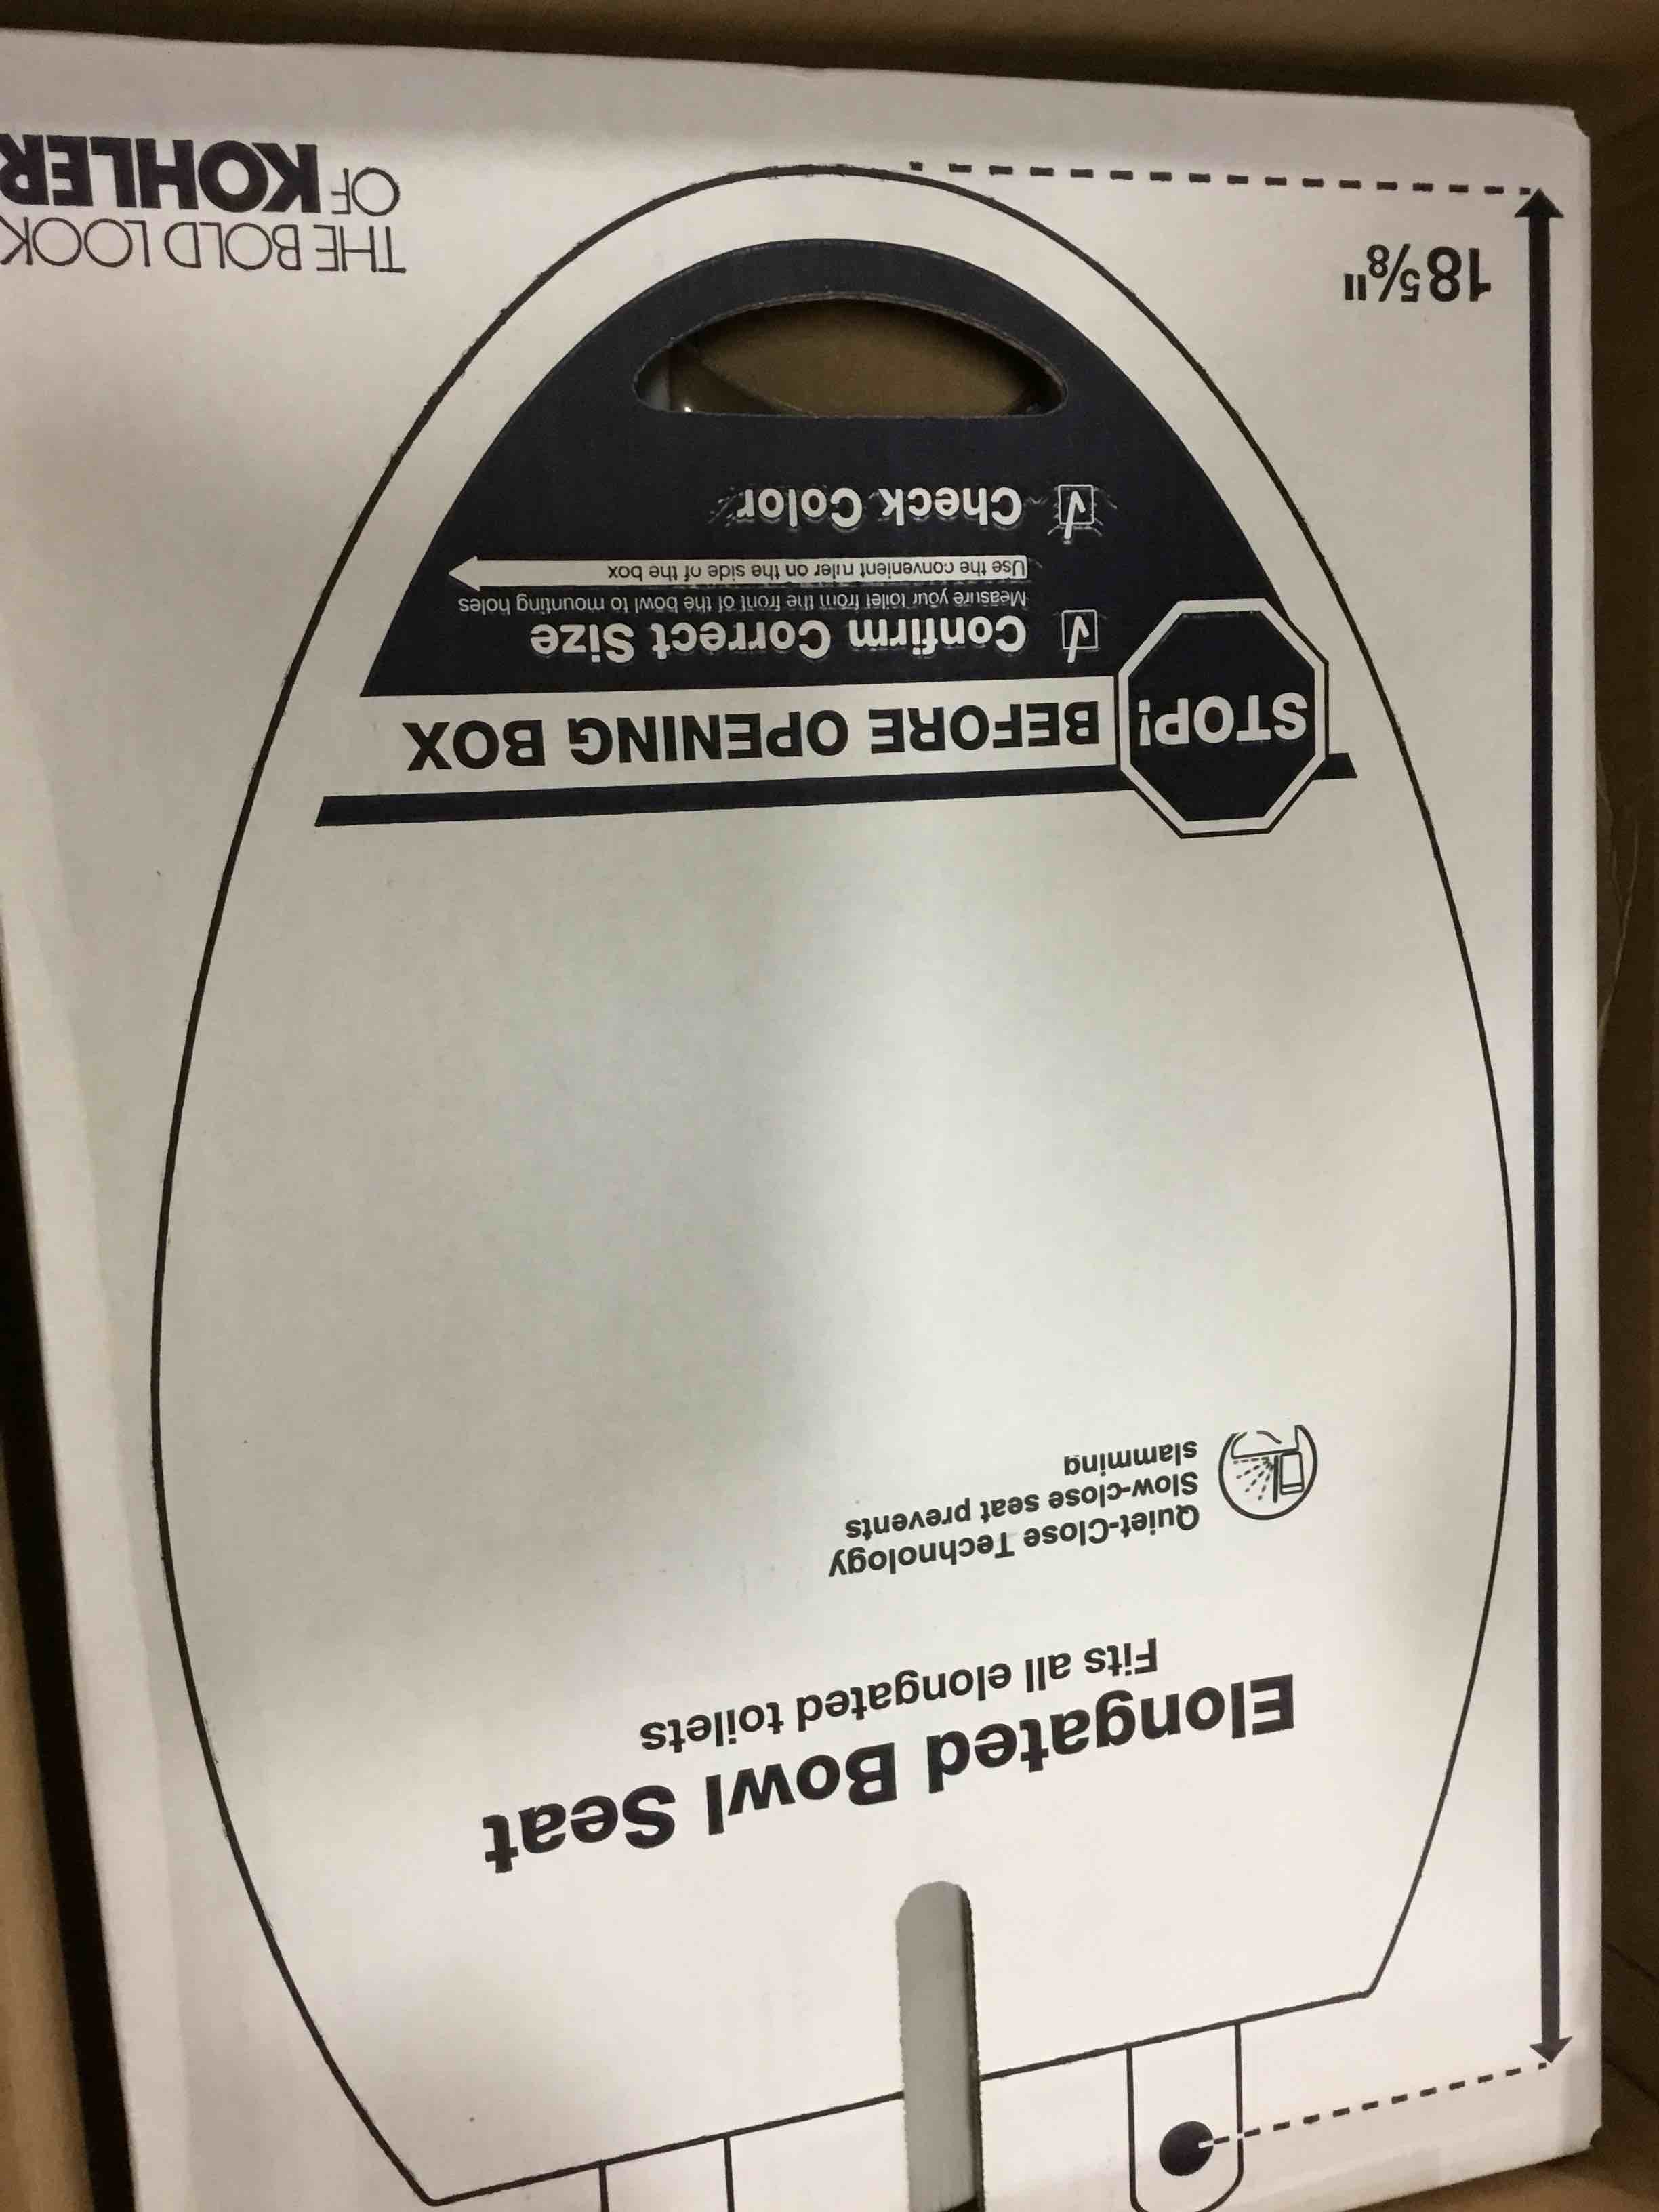 Elongated Bowl Seat
Fits all elongated toilets
Quiet-Close Technology
Slow-close seat prevents
slamming
STOP! BEFORE OPENING BOX
Confirm Correct Size
Measure your toilet from the front of the bowl to mounting holes
Use the convenient ruler on the side of the box
Check Color
18 5/8"
THE BOLD LOOK
OF KOHLER